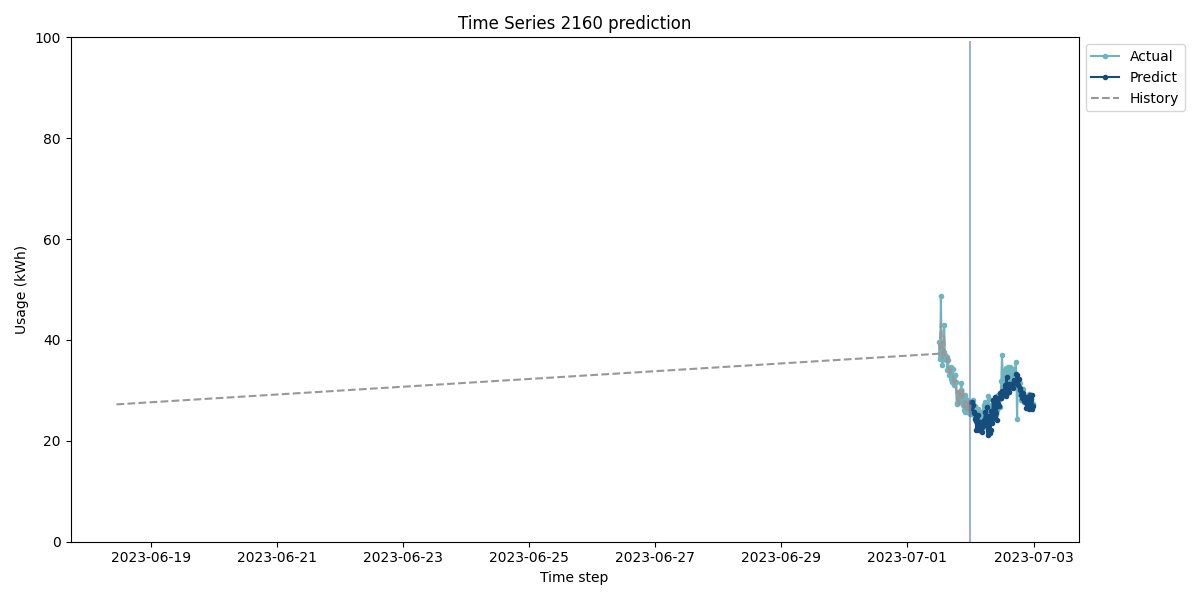 Time Series 2160 prediction
100
80
60
40
20
0
Usage (kWh)
2023-06-19 2023-06-21 2023-06-23 2023-06-25 2023-06-27 2023-06-29 2023-07-01 2023-07-03
Time step
Actual
Predict
History